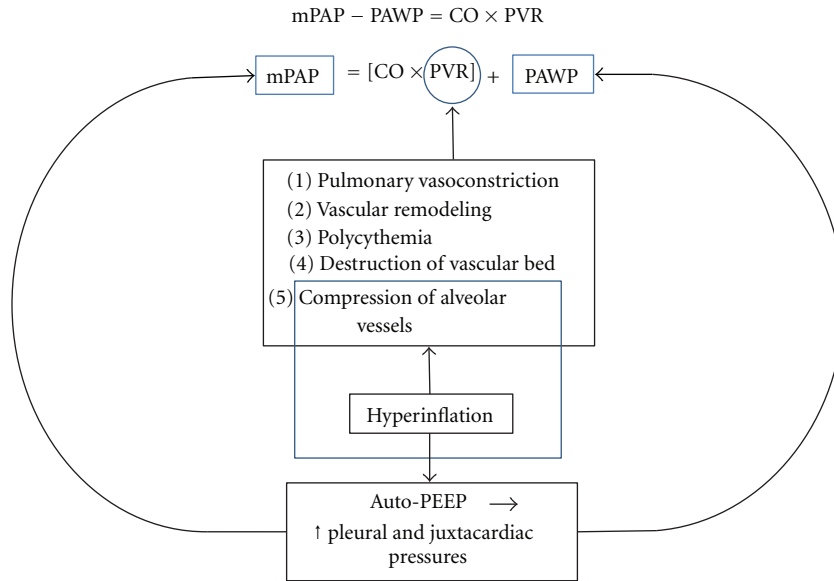 mPAP − PAWP = CO × PVR
mPAP = [CO × PVR] + PAWP
(1) Pulmonary vasoconstriction
(2) Vascular remodeling
(3) Polycythemia
(4) Destruction of vascular bed
(5) Compression of alveolar
vessels
Hyperinflation
Auto-PEEP →
↑ pleural and juxtacardiac
pressures